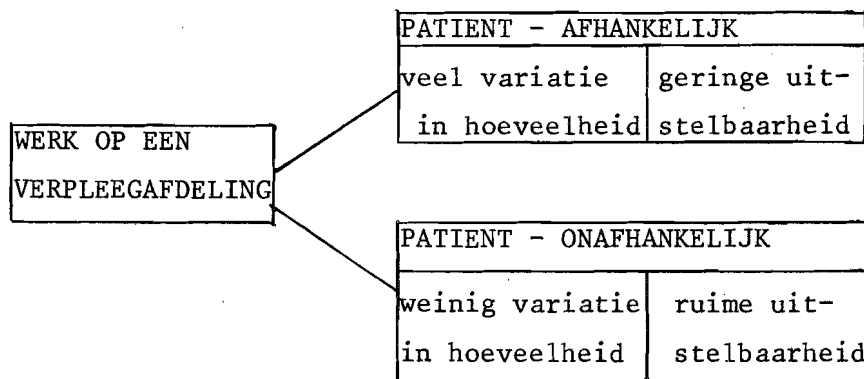 PATIENT - AFHANKELIJK
veel variatie
in hoeveelheid
geringe uit-
stelbaarheid
WERK OP EEN
VERPLEEGAFDELING
PATIENT - ONAFHANKELIJK
weinig variatie
in hoeveelheid
ruime uit-
stelbaarheid